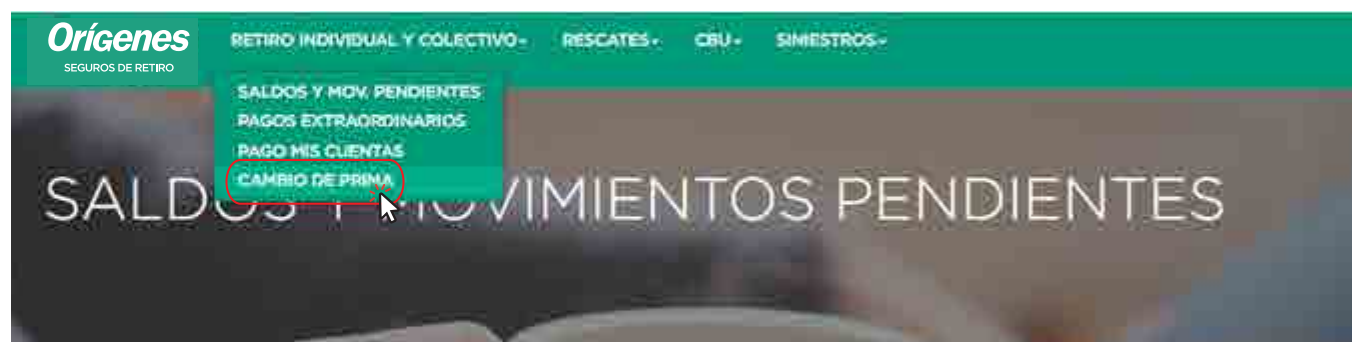 Orígenes
SEGUROS DE RETIRO
RETIRO INDIVIDUAL Y COLECTIVO RESCATES CBU SINIESTROS
SALDOS Y MOV. PENDIENTES
PAGOS EXTRAORDINARIOS
PAGO MIS CUENTAS
CAMBIO DE PRIMA
SALDOS Y MOVIMIENTOS PENDIENTES